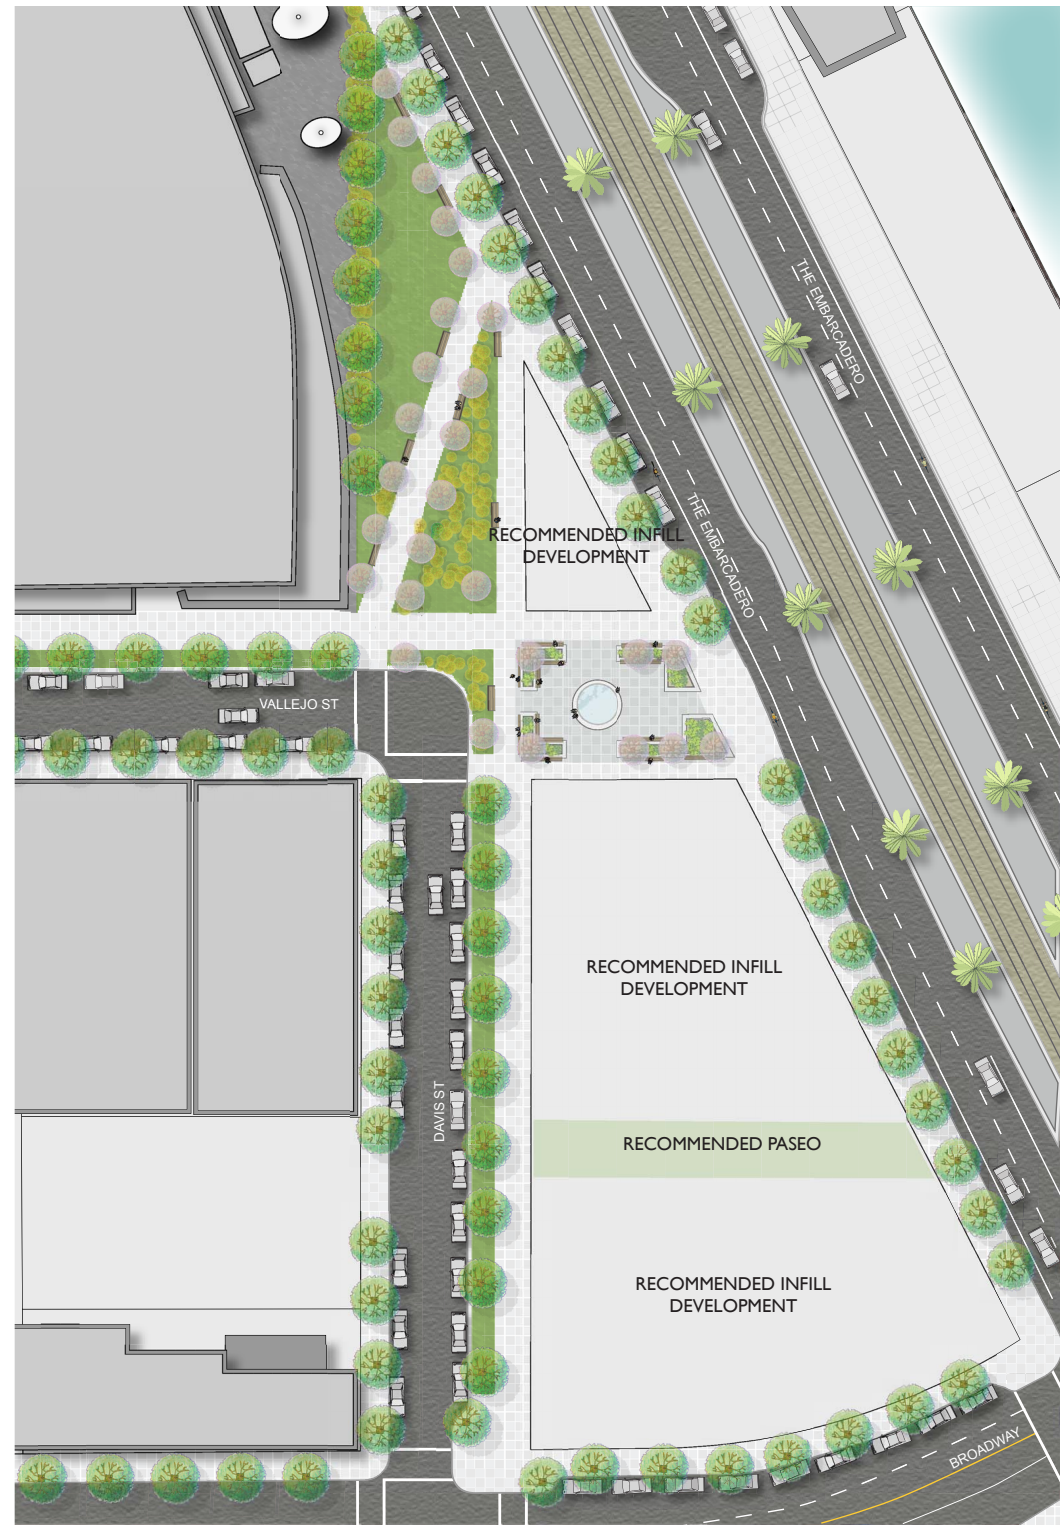 THE EMBARCADERO
RECOMMENDED INFILL
DEVELOPMENT
THE EMBARCADERO
VALLEJO ST
RECOMMENDED INFILL
DEVELOPMENT
DAVIS ST
RECOMMENDED PASEO
RECOMMENDED INFILL
DEVELOPMENT
BROADWAY